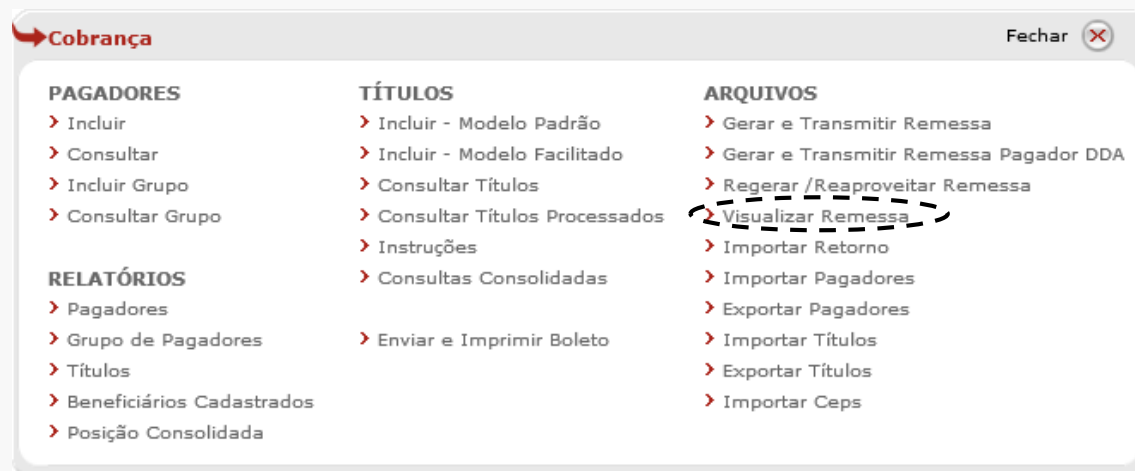 Cobrança
Fechar
PAGADORES
Incluir
Consultar
Incluir Grupo
Consultar Grupo
RELATÓRIOS
Pagadores
Grupo de Pagadores
Títulos
Beneficiários Cadastrados
Posição Consolidada
TÍTULOS
Incluir - Modelo Padrão
Incluir - Modelo Facilitado
Consultar Títulos
Consultar Títulos Processados
Instruções
Consultas Consolidadas
Enviar e Imprimir Boleto
ARQUIVOS
Gerar e Transmitir Remessa
Gerar e Transmitir Remessa Pagador DDA
Regerar /Reaproveitar Remessa
Visualizar Remessa
Importar Retorno
Importar Pagadores
Exportar Pagadores
Importar Títulos
Exportar Títulos
Importar Ceps